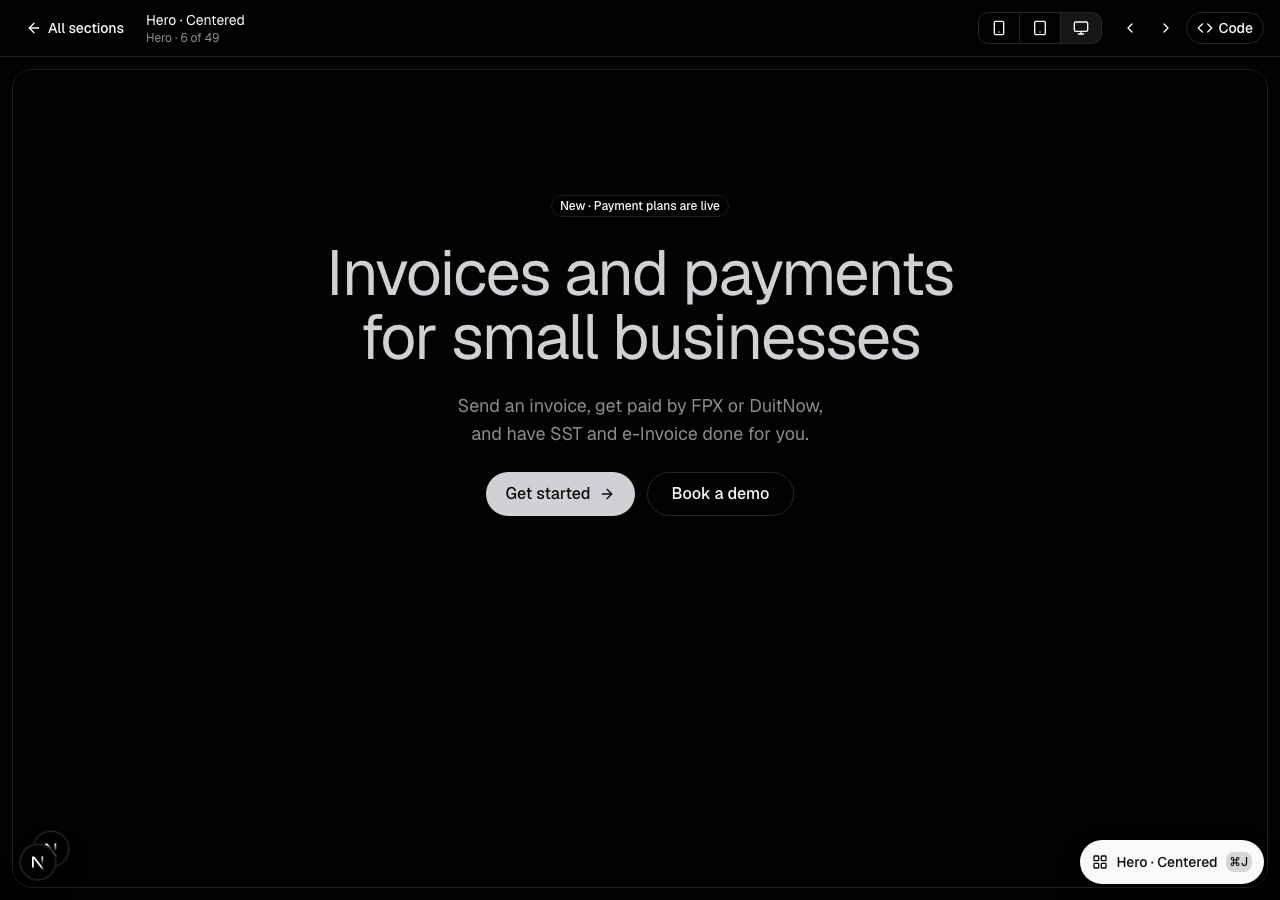 All sections
Hero · Centered
Hero · 6 of 49
Code
New · Payment plans are live
Invoices and payments
for small businesses
Send an invoice, get paid by FPX or DuitNow,
and have SST and e-Invoice done for you.
Get started
Book a demo
N
N
Hero · Centered ⌘J